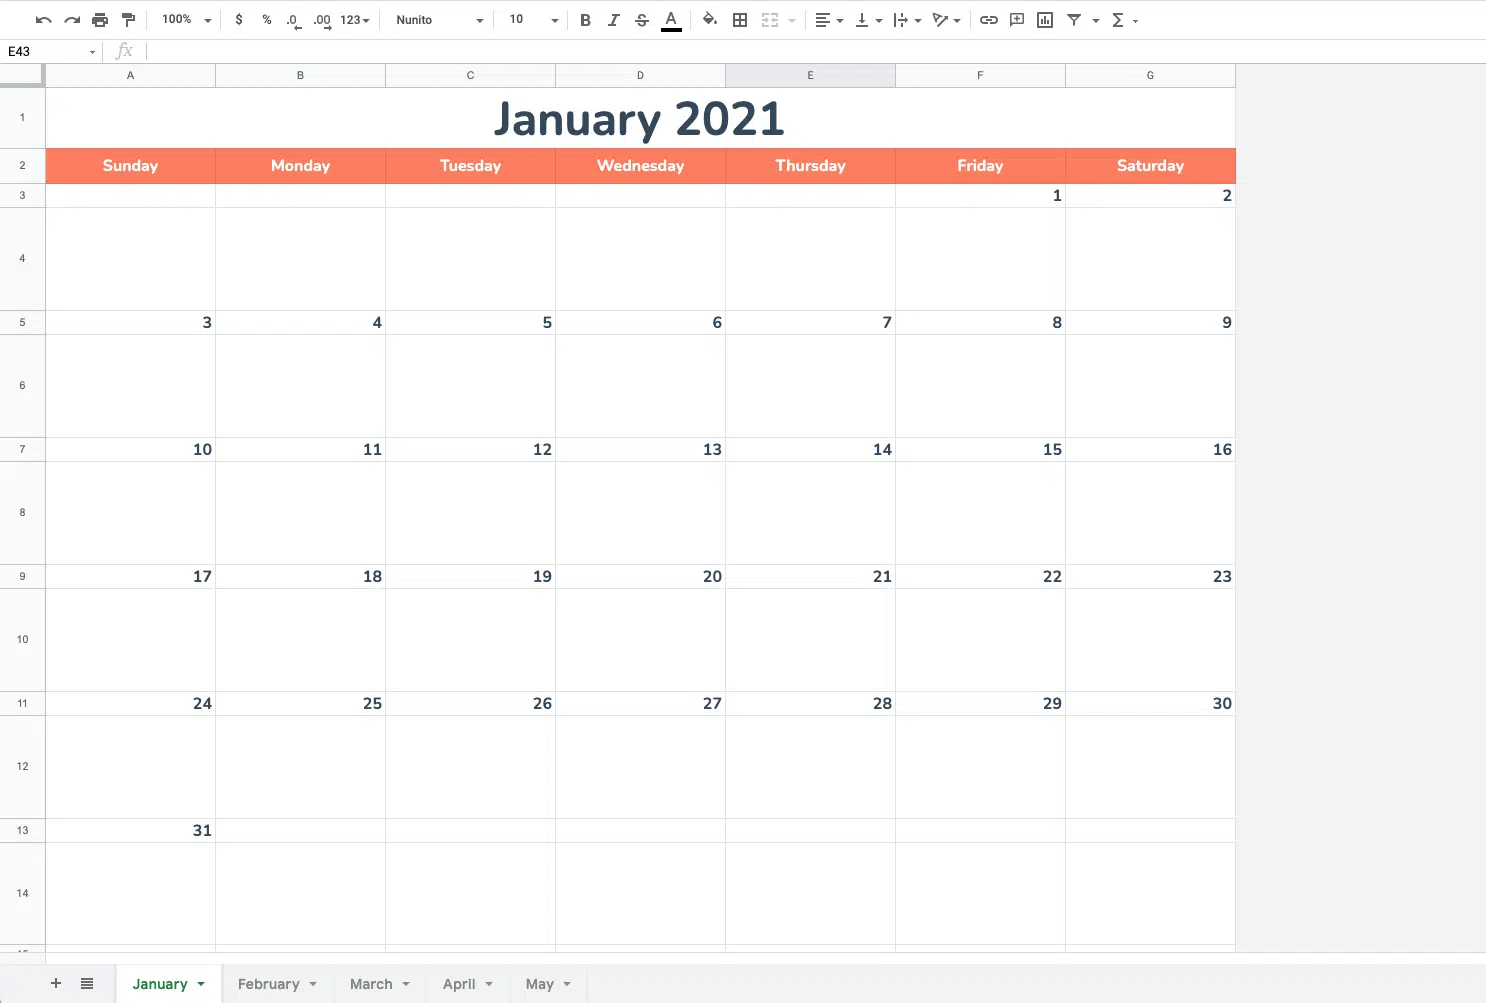 100% $ % .0 .00 123 Nunito 10 B I S A Σ
E43 fx
A B C D E F G
1 January 2021
2 Sunday Monday Tuesday Wednesday Thursday Friday Saturday
3 1 2
4
5 3 4 5 6 7 8 9
6
7 10 11 12 13 14 15 16
8
9 17 18 19 20 21 22 23
10
11 24 25 26 27 28 29 30
12
13 31
14
+ January February March April May